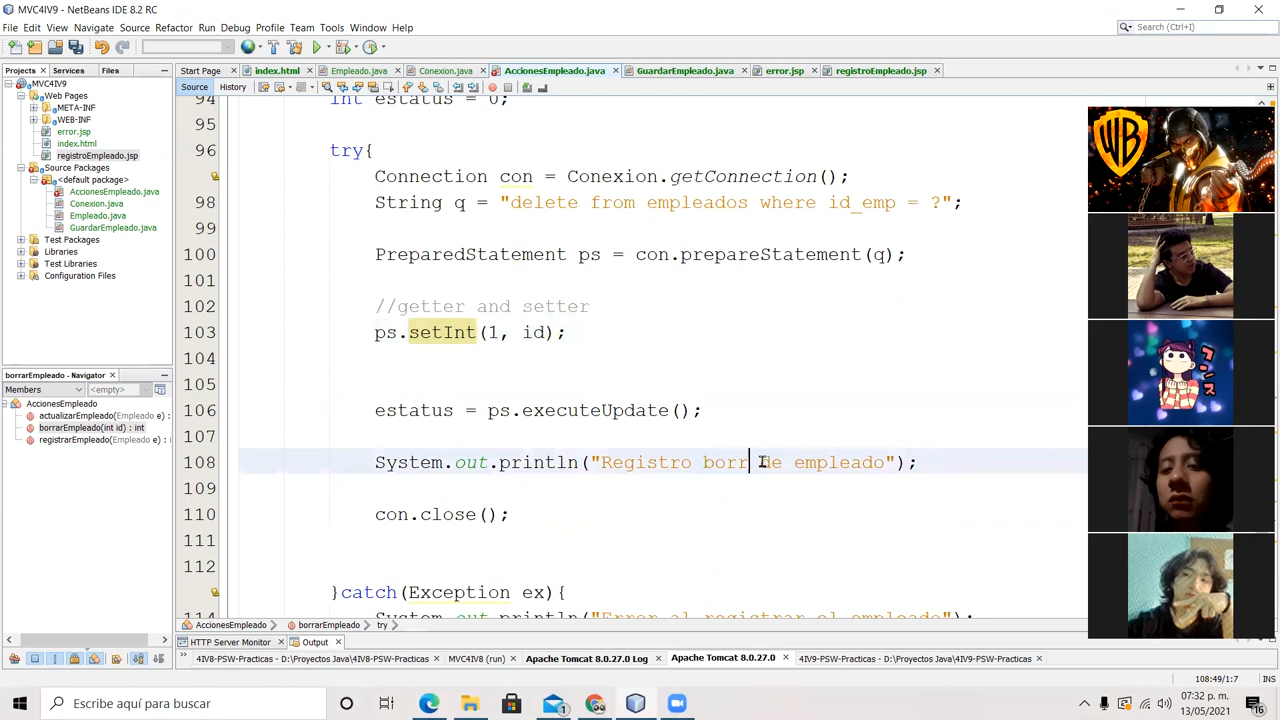 MVC4IV9 - NetBeans IDE 8.2 RC
File Edit View Navigate Source Refactor Run Debug Profile Team Tools Window Help
Search (Ctrl+I)
Projects Services Files
Start Page index.html Empleado.java Conexion.java AccionesEmpleado.java GuardarEmpleado.java error.jsp registroEmpleado.jsp
Source History
MVC4IV9
Web Pages
META-INF
WEB-INF
error.jsp
index.html
registroEmpleado.jsp
Source Packages
<default package>
AccionesEmpleado.java
Conexion.java
Empleado.java
GuardarEmpleado.java
Test Packages
Libraries
Test Libraries
Configuration Files
borrarEmpleado - Navigator
Members <empty>
AccionesEmpleado
actualizarEmpleado(Empleado e) :
borrarEmpleado(int id) : int
registrarEmpleado(Empleado e) :
94 int estatus = 0;
95
96 try{
Connection con = Conexion.getConnection();
98 String q = "delete from empleados where id_emp = ?";
99
100 PreparedStatement ps = con.prepareStatement(q);
101
102 //getter and setter
103 ps.setInt(1, id);
104
105
106 estatus = ps.executeUpdate();
107
108 System.out.println("Registro borr de empleado");
109
110 con.close();
111
112
}catch(Exception ex){
114 System.out.println("Error al registrar el empleado");
AccionesEmpleado borrarEmpleado try
HTTP Server Monitor Output
4IV8-PSW-Practicas - D:\Proyectos Java\4IV8-PSW-Practicas MVC4IV8 (run) Apache Tomcat 8.0.27.0 Log Apache Tomcat 8.0.27.0 4IV9-PSW-Practicas - D:\Proyectos Java\4IV9-PSW-Practicas
108:49/1:7 INS
WB
フンス
Escribe aquí para buscar
1
07:32 p. m.
13/05/2021
16